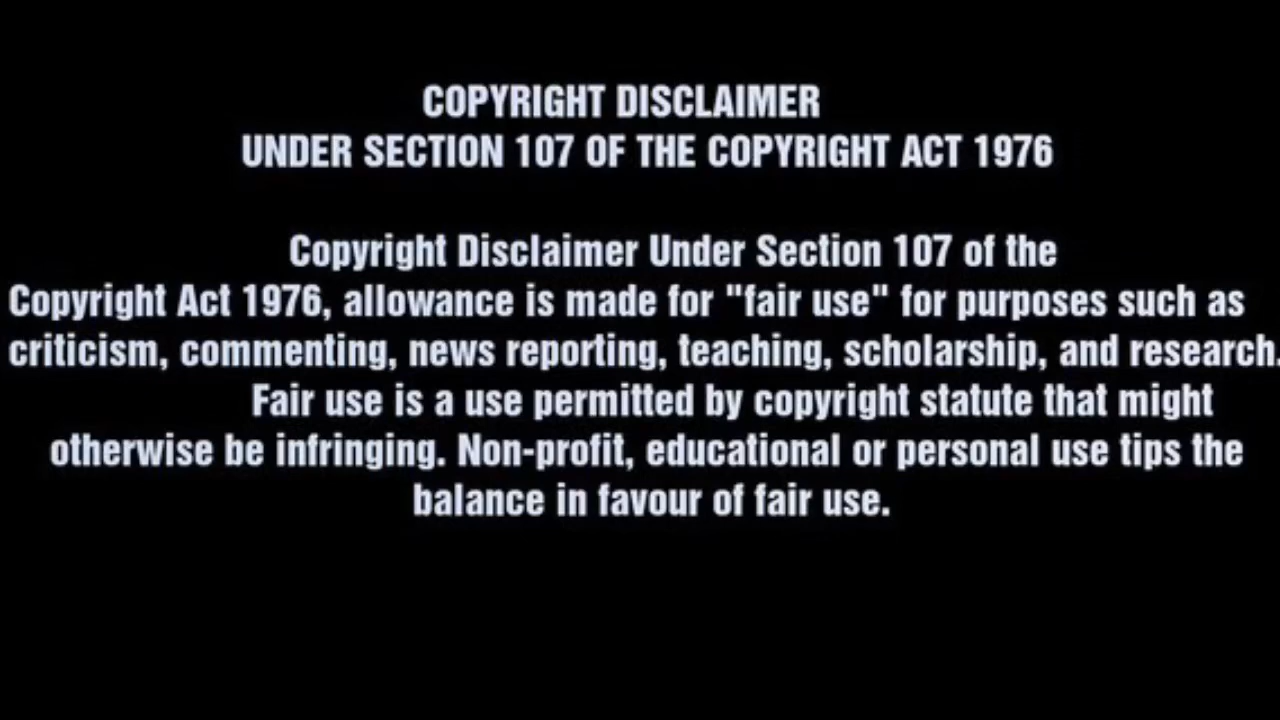 COPYRIGHT DISCLAIMER
UNDER SECTION 107 OF THE COPYRIGHT ACT 1976
Copyright Disclaimer Under Section 107 of the
Copyright Act 1976, allowance is made for "fair use" for purposes such as
criticism, commenting, news reporting, teaching, scholarship, and research.
Fair use is a use permitted by copyright statute that might
otherwise be infringing. Non-profit, educational or personal use tips the
balance in favour of fair use.